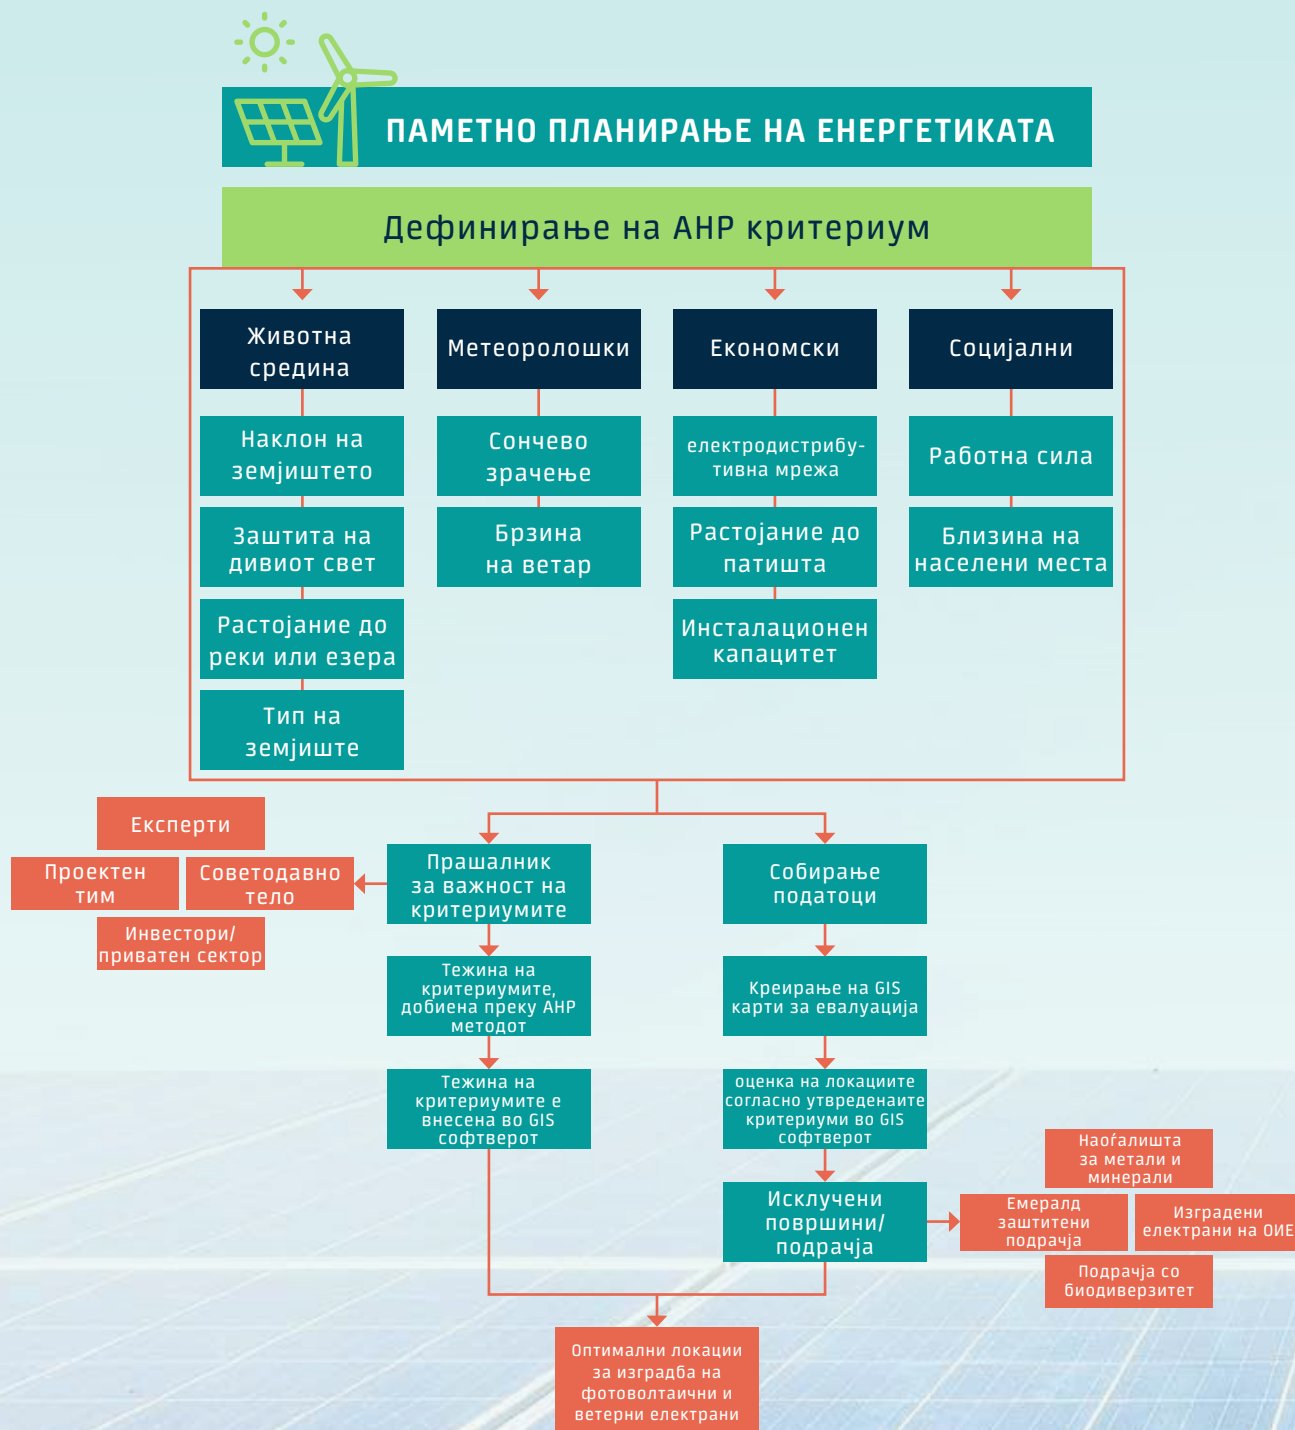 ПАМЕТНО ПЛАНИРАЊЕ НА ЕНЕРГЕТИКАТА
Дефинирање на АНР критериум
Животна
средина
Метеоролошки
Економски
Социјални
Наклон на
земјиштето
Сончево
зрачење
електродистрибу-
тивна мрежа
Работна сила
Заштита на
дивиот свет
Брзина
на ветар
Растојание до
патишта
Близина на
населени места
Растојание до
реки или езера
Инсталационен
капацитет
Тип на
земјиште
Експерти
Проектен
тим
Советодавно
тело
Инвестори/
приватен сектор
Прашалник
за важност на
критериумите
Собирање
податоци
Тежина на
критериумите,
добиена преку АНР
методот
Креирање на GIS
карти за евалуација
Тежина на
критериумите е
внесена во GIS
софтверот
оценка на локациите
согласно утвреденаите
критериуми во GIS
софтверот
Исклучени
површини/
подрачја
Наоѓалишта
за метали и
минерали
Емералд
заштитени
подрачја
Изградени
електрани на ОИЕ
Подрачја со
биодиверзитет
Оптимални локации
за изградба на
фотоволтаични и
ветерни електрани